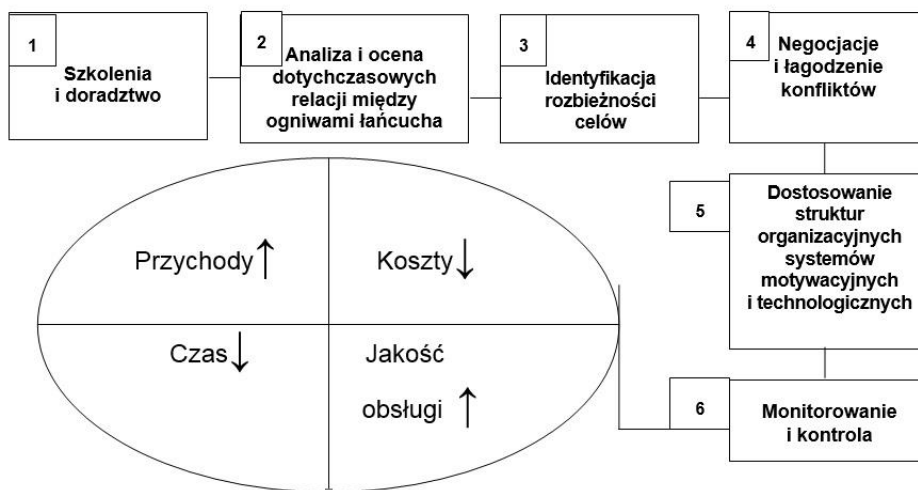 1
Szkolenia
i doradztwo
2
Analiza i ocena
dotychczasowych
relacji między
ogniwami łańcucha
3
Identyfikacja
rozbieżności
celów
4
Negocjacje
i łagodzenie
konfliktów
5
Dostosowanie
struktur
organizacyjnych
systemów
motywacyjnych
i technologicznych
6
Monitorowanie
i kontrola
Przychody ↑
Koszty ↓
Czas ↓
Jakość
obsługi ↑